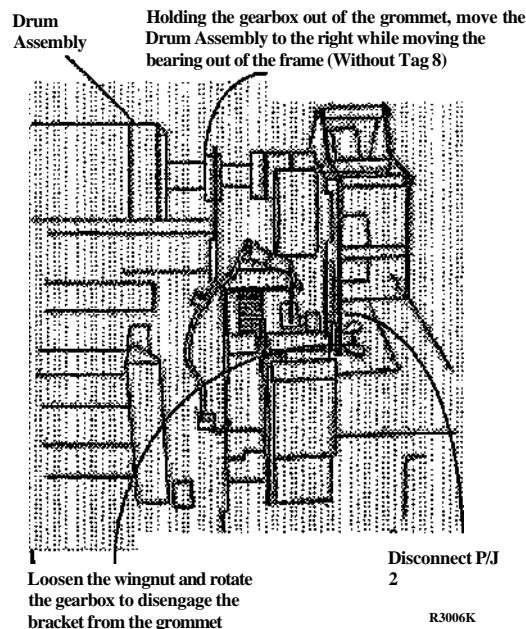 Drum
Assembly
Holding the gearbox out of the grommet, move the
Drum Assembly to the right while moving the
bearing out of the frame (Without Tag 8)
Disconnect P/J
2
Loosen the wingnut and rotate
the gearbox to disengage the
bracket from the grommet
R3006K